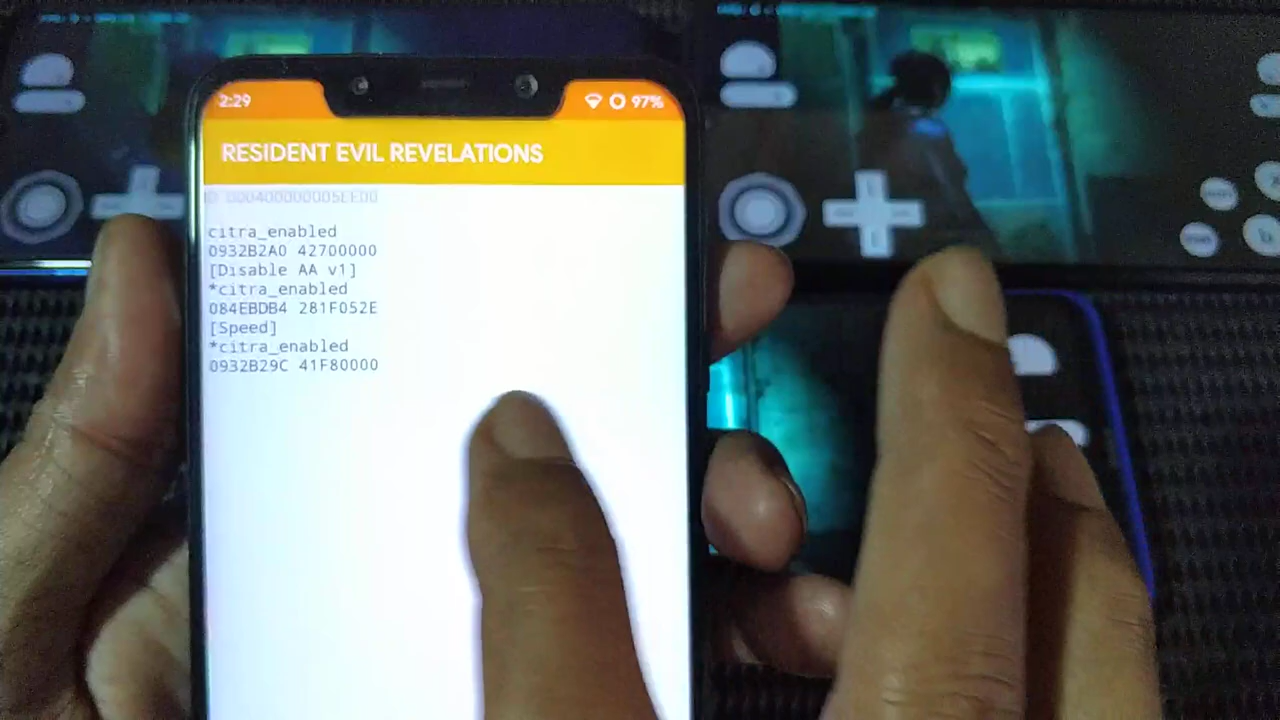 2:29
97%
RESIDENT EVIL REVELATIONS
citra_enabled
0932B2A0 42700000
[Disable AA v1]
*citra_enabled
084EBDB4 281F052E
[Speed]
*citra_enabled
0932B29C 41F80000